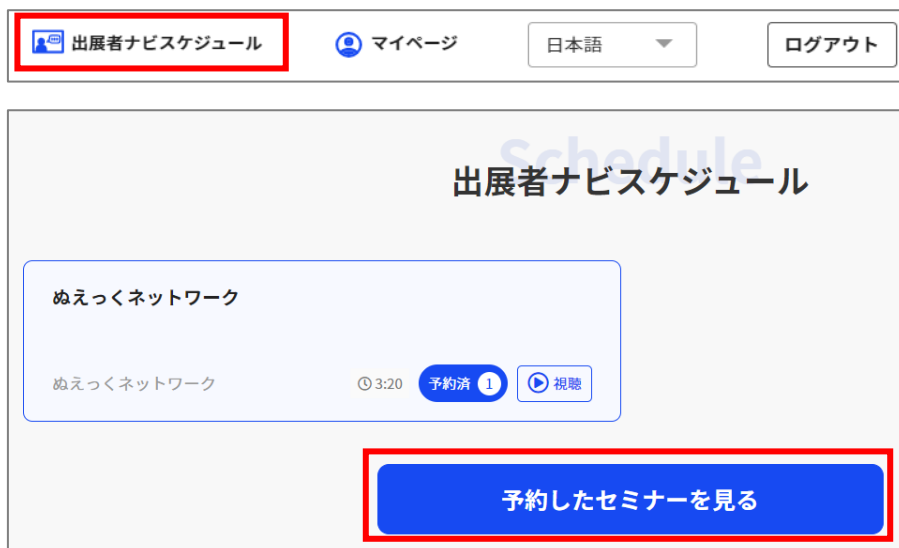 出展者ナビスケジュール
マイページ
日本語
ログアウト
Schedule
出展者ナビスケジュール
ぬえっくネットワーク
ぬえっくネットワーク 3:20 予約済 1 視聴
予約したセミナーを見る